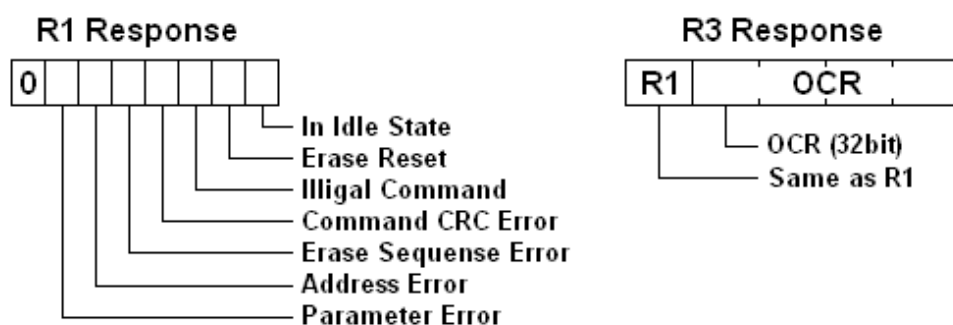 R1 Response
0
In Idle State
Erase Reset
Illigal Command
Command CRC Error
Erase Sequense Error
Address Error
Parameter Error
R3 Response
R1 OCR
OCR (32bit)
Same as R1